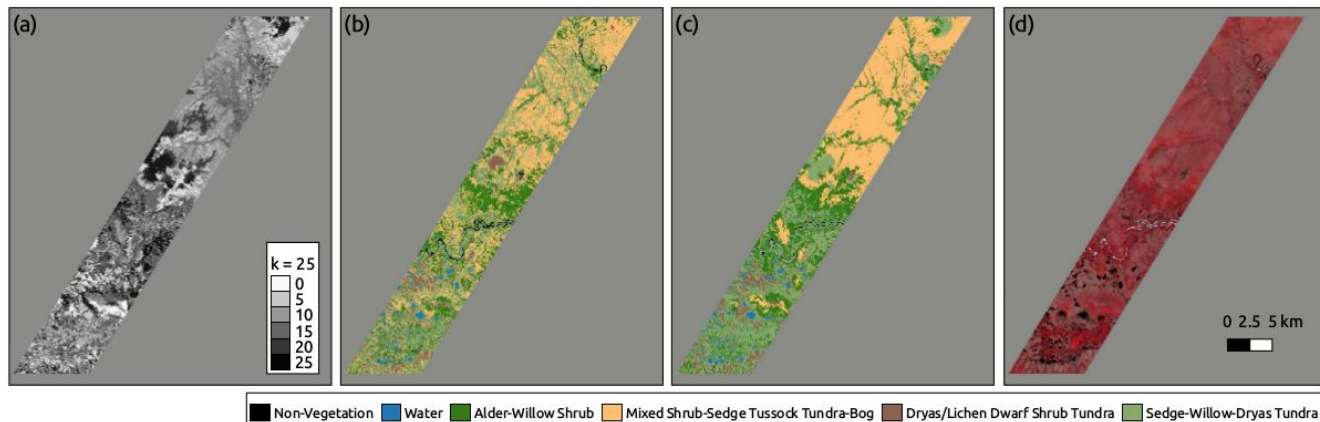 (a)
(b)
(c)
(d)
k = 25
0
5
10
15
20
25
0 2.5 5 km
Non-Vegetation Water Alder-Willow Shrub Mixed Shrub-Sedge Tussock Tundra-Bog Dryas/Lichen Dwarf Shrub Tundra Sedge-Willow-Dryas Tundra